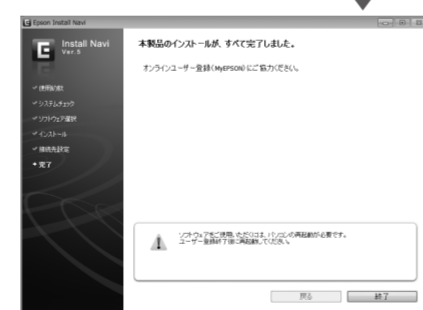 Epson Install Navi
Install Navi
Ver.5
本製品のインストールが、すべて完了しました。
オンラインユーザー登録(MyEPSON)にご協力ください。
使用許諾
システムチェック
ソフトウェア選択
インストール
接続先設定
完了
ソフトウェアをご使用いただくには、パソコンの再起動が必要です。
ユーザー登録終了後に再起動してください。
戻る
終了